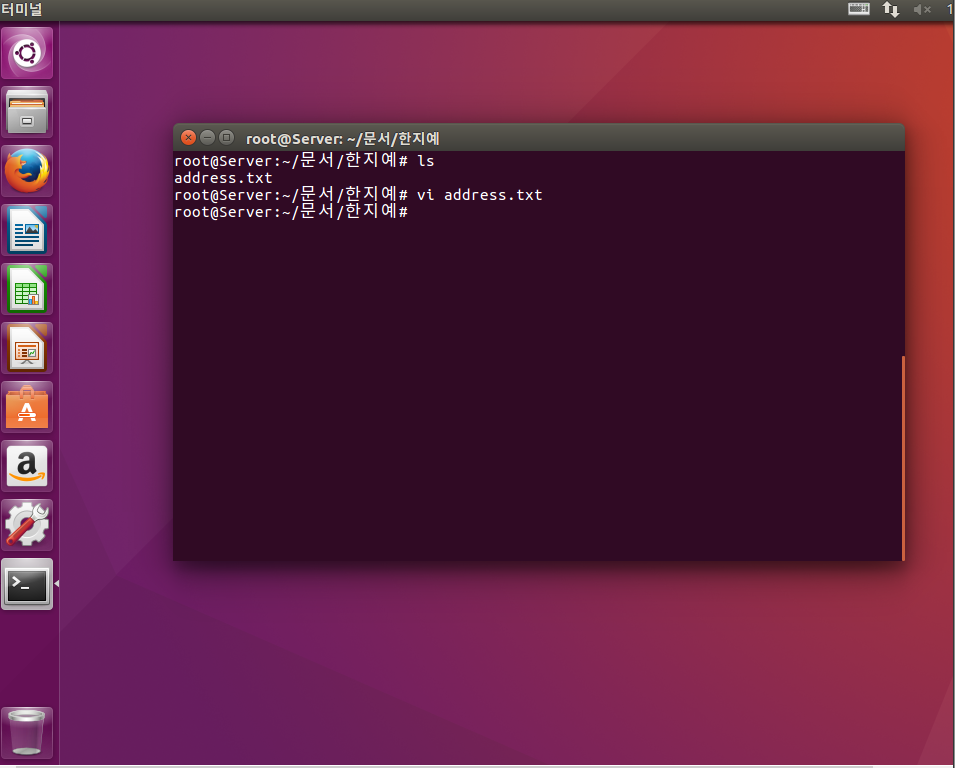 터미널
1
root@Server: ~/문서/한지예
root@Server:~/문서/한지예# ls
address.txt
root@Server:~/문서/한지예# vi address.txt
root@Server:~/문서/한지예#